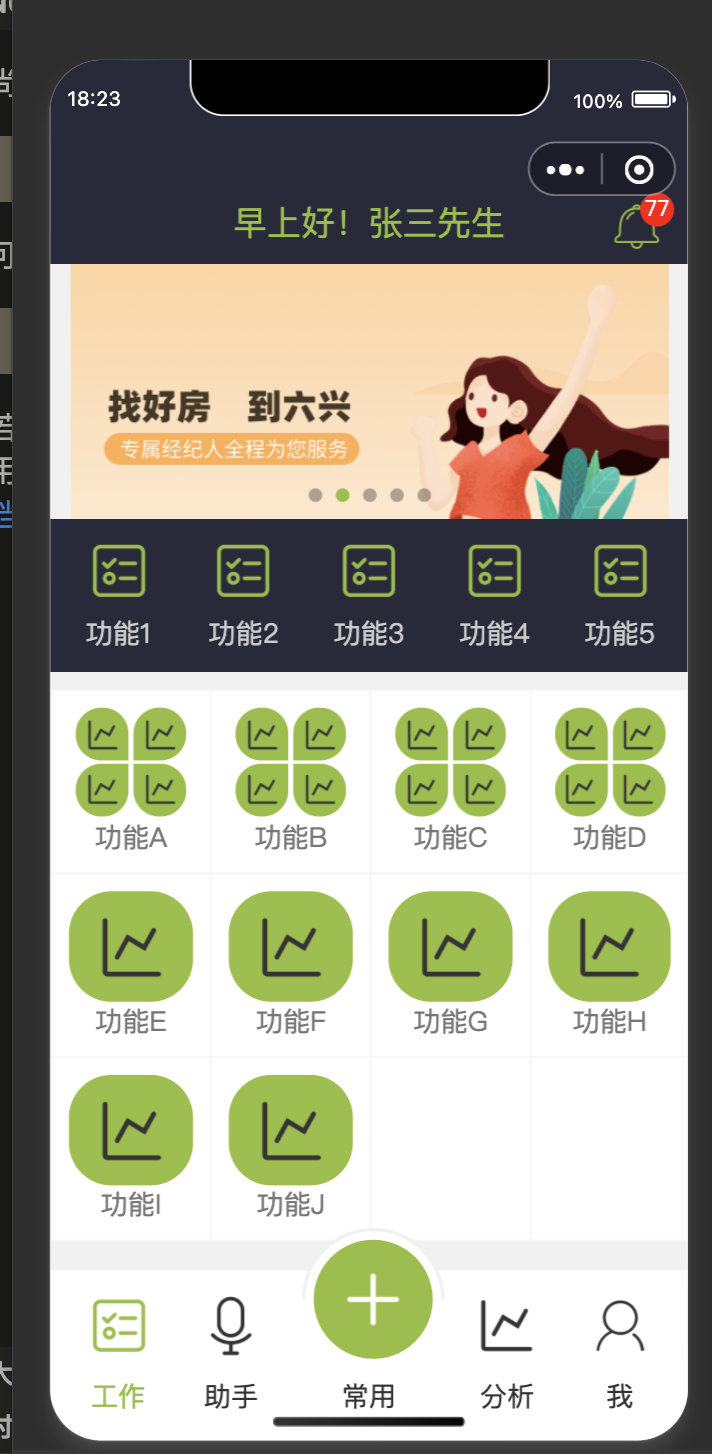 18:23
100%
早上好！张三先生
77
找好房 到六兴
专属经纪人全程为您服务
功能1 功能2 功能3 功能4 功能5
功能A 功能B 功能C 功能D
功能E 功能F 功能G 功能H
功能I 功能J
工作 助手 常用 分析 我